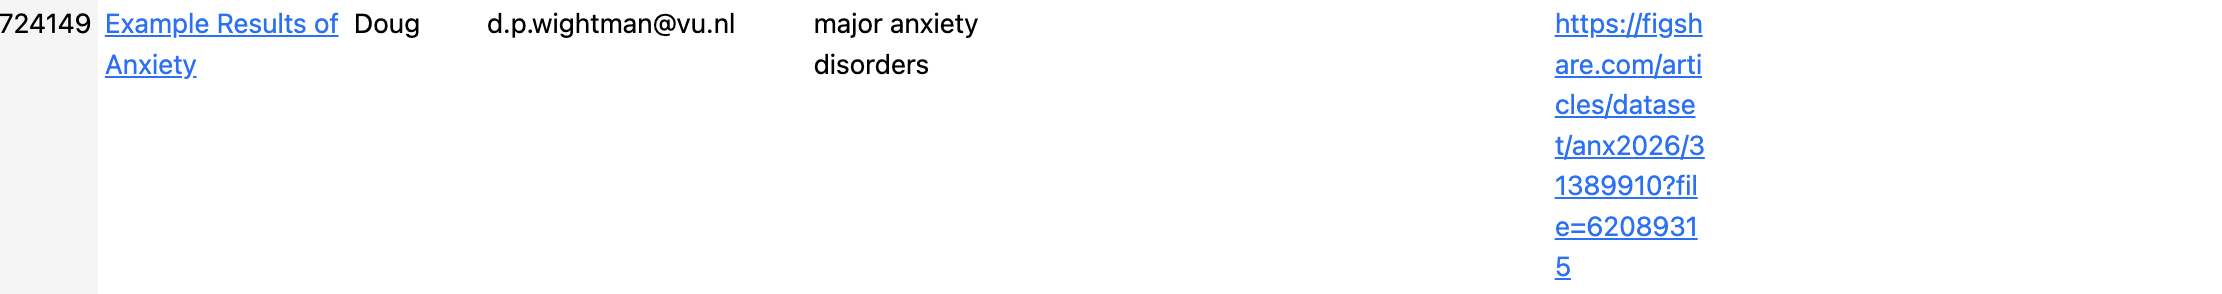 724149 Example Results of Anxiety Doug d.p.wightman@vu.nl major anxiety disorders https://figsh
are.com/arti
cles/datase
t/anx2026/3
1389910?fil
e=6208931
5